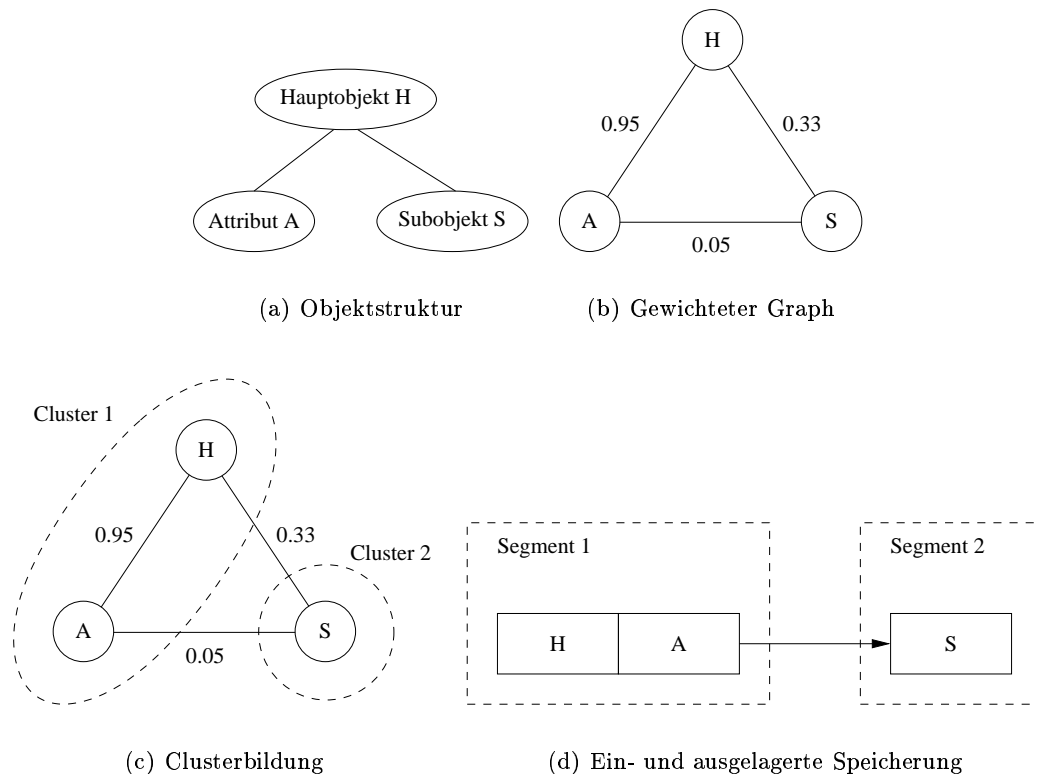 Hauptobjekt H
Attribut A
Subobjekt S
(a) Objektstruktur
H
0.95
0.33
A
S
0.05
(b) Gewichteter Graph
Cluster 1
H
0.95
0.33
Cluster 2
A
S
0.05
(c) Clusterbildung
Segment 1
Segment 2
H
A
S
(d) Ein- und ausgelagerte Speicherung